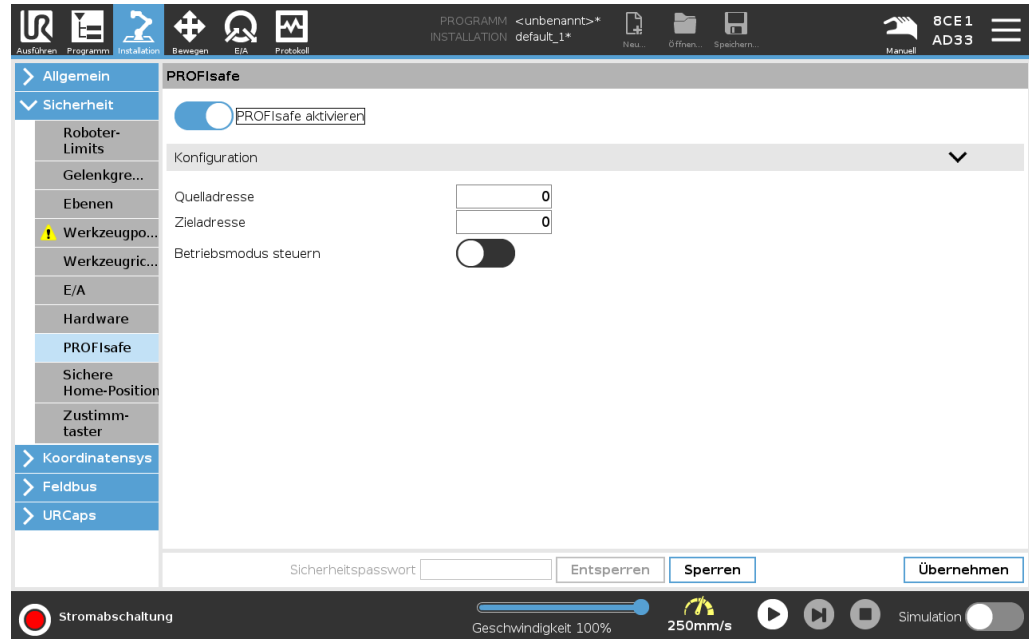 PROGRAMM <unbenannt>*
INSTALLATION default_1*
Ausführen Programm Installation Bewegen E/A Protokoll Neu... Öffnen... Speichern... Manuell
8CE1
AD33
Allgemein
Sicherheit
Roboter-
Limits
Gelenkgre...
Ebenen
Werkzeugpo...
Werkzeugric...
E/A
Hardware
PROFIsafe
Sichere
Home-Position
Zustimm-
taster
Koordinatensys
Feldbus
URCaps
PROFIsafe
PROFIsafe aktivieren
Konfiguration
Quelladresse 0
Zieladresse 0
Betriebsmodus steuern
Sicherheitspasswort Entsperren Sperren Übernehmen
Stromabschaltung
Geschwindigkeit 100%
250mm/s
Simulation